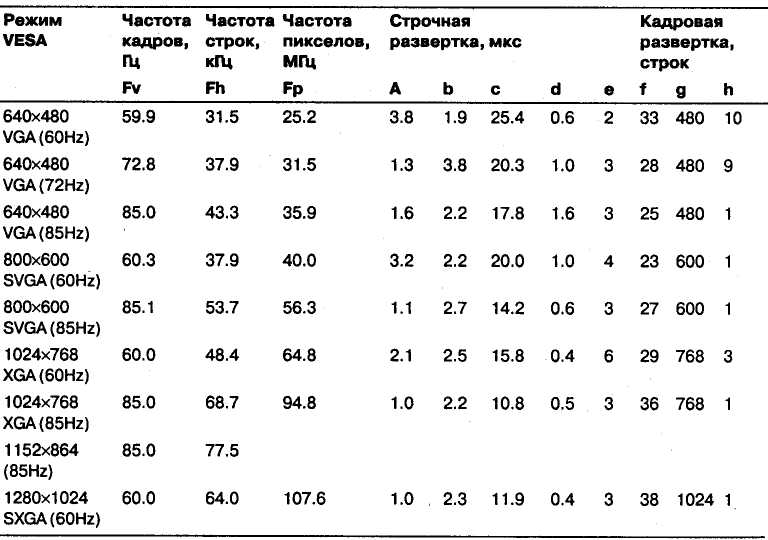 Режим Частота Частота Частота Строчная Кадровая
VESA кадров, строк, пикселов, развертка, мкс развертка,
Гц кГц МГц строк
Fv Fh Fp A b c d e f g h
640×480 59.9 31.5 25.2 3.8 1.9 25.4 0.6 2 33 480 10
VGA (60Hz)
640×480 72.8 37.9 31.5 1.3 3.8 20.3 1.0 3 28 480 9
VGA (72Hz)
640×480 85.0 43.3 35.9 1.6 2.2 17.8 1.6 3 25 480 1
VGA (85Hz)
800×600 60.3 37.9 40.0 3.2 2.2 20.0 1.0 4 23 600 1
SVGA (60Hz)
800×600 85.1 53.7 56.3 1.1 2.7 14.2 0.6 3 27 600 1
SVGA (85Hz)
1024×768 60.0 48.4 64.8 2.1 2.5 15.8 0.4 6 29 768 3
XGA (60Hz)
1024×768 85.0 68.7 94.8 1.0 2.2 10.8 0.5 3 36 768 1
XGA (85Hz)
1152×864 85.0 77.5
(85Hz)
1280×1024 60.0 64.0 107.6 1.0 2.3 11.9 0.4 3 38 1024 1
SXGA (60Hz)